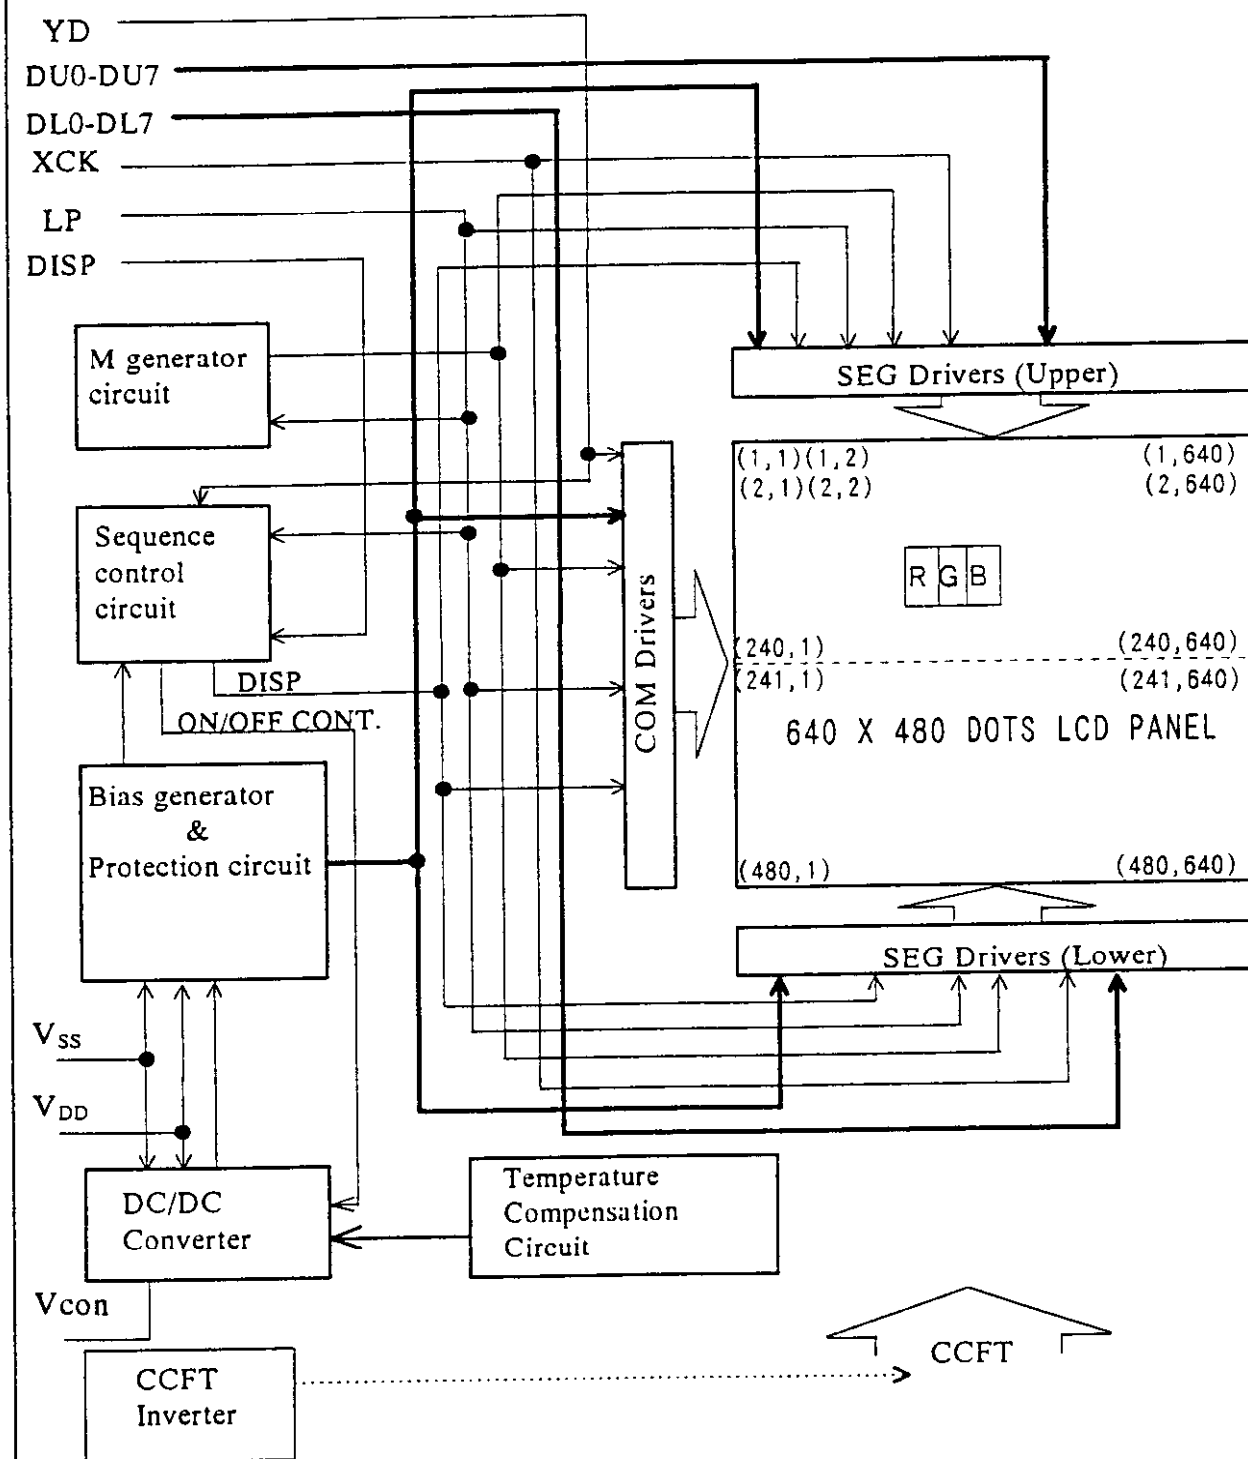 YD
DU0-DU7
DL0-DL7
XCK
LP
DISP
M generator
circuit
SEG Drivers (Upper)
(1,1)(1,2) (1,640)
(2,1)(2,2) (2,640)
Sequence
control
circuit
R G B
COM Drivers
(240,1) (240,640)
(241,1) (241,640)
DISP
ON/OFF CONT.
640 X 480 DOTS LCD PANEL
Bias generator
&
Protection circuit
(480,1) (480,640)
SEG Drivers (Lower)
VSS
VDD
DC/DC
Converter
Temperature
Compensation
Circuit
Vcon
CCFT
CCFT
Inverter